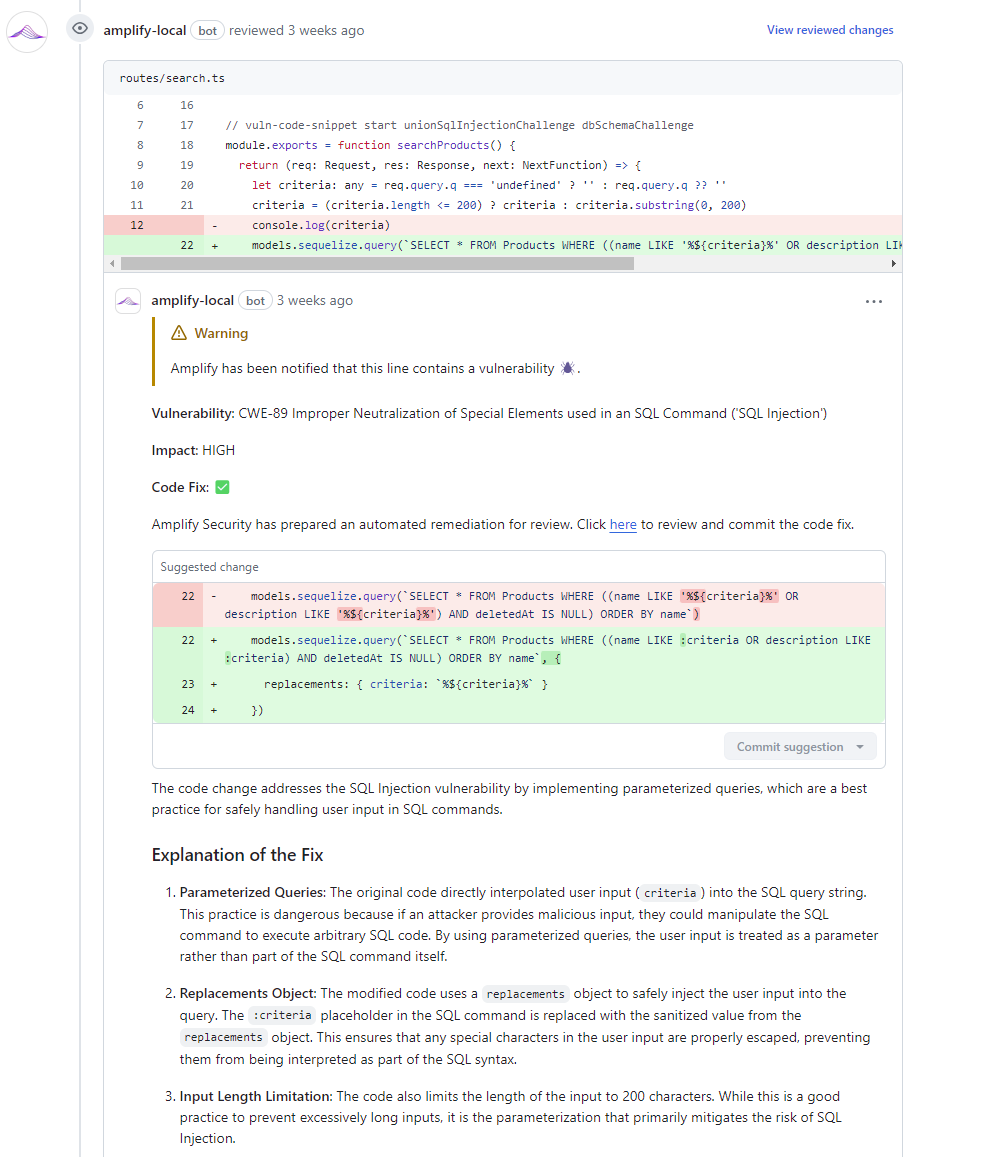 amplify-local bot reviewed 3 weeks ago View reviewed changes
routes/search.ts
6 16
7 17 // vuln-code-snippet start unionSqlInjectionChallenge dbSchemaChallenge
8 18 module.exports = function searchProducts() {
9 19 return (req: Request, res: Response, next: NextFunction) => {
10 20 let criteria: any = req.query.q === 'undefined' ? '' : req.query.q ?? ''
11 21 criteria = (criteria.length <= 200) ? criteria : criteria.substring(0, 200)
12 - console.log(criteria)
22 + models.sequelize.query(`SELECT * FROM Products WHERE ((name LIKE '%${criteria}%' OR description LIK
amplify-local bot 3 weeks ago
Warning
Amplify has been notified that this line contains a vulnerability 🪲.
Vulnerability: CWE-89 Improper Neutralization of Special Elements used in an SQL Command ('SQL Injection')
Impact: HIGH
Code Fix: ✅
Amplify Security has prepared an automated remediation for review. Click here to review and commit the code fix.
Suggested change
22 - models.sequelize.query(`SELECT * FROM Products WHERE ((name LIKE '%${criteria}%' OR
description LIKE '%${criteria}%') AND deletedAt IS NULL) ORDER BY name`)
22 + models.sequelize.query(`SELECT * FROM Products WHERE ((name LIKE :criteria OR description LIKE
:criteria) AND deletedAt IS NULL) ORDER BY name`, {
23 + replacements: { criteria: `%${criteria}%` }
24 + })
Commit suggestion
The code change addresses the SQL Injection vulnerability by implementing parameterized queries, which are a best
practice for safely handling user input in SQL commands.
Explanation of the Fix
1. Parameterized Queries: The original code directly interpolated user input ( criteria ) into the SQL query string.
This practice is dangerous because if an attacker provides malicious input, they could manipulate the SQL
command to execute arbitrary SQL code. By using parameterized queries, the user input is treated as a parameter
rather than part of the SQL command itself.
2. Replacements Object: The modified code uses a replacements object to safely inject the user input into the
query. The :criteria placeholder in the SQL command is replaced with the sanitized value from the
replacements object. This ensures that any special characters in the user input are properly escaped, preventing
them from being interpreted as part of the SQL syntax.
3. Input Length Limitation: The code also limits the length of the input to 200 characters. While this is a good
practice to prevent excessively long inputs, it is the parameterization that primarily mitigates the risk of SQL
Injection.